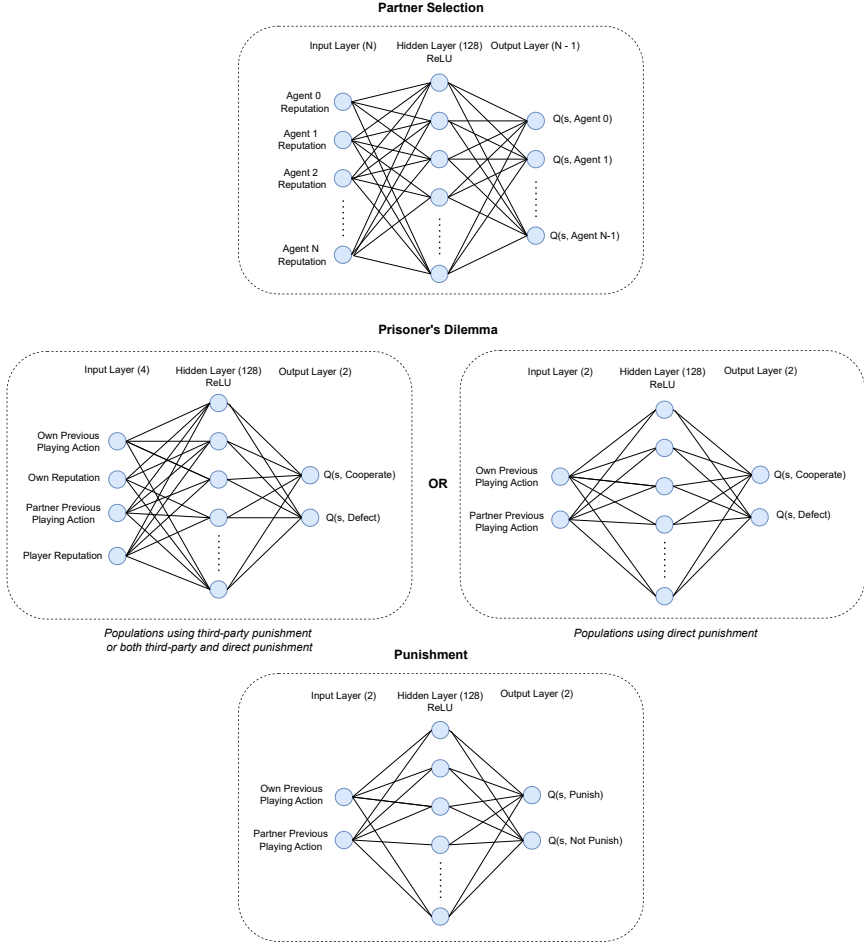 Partner Selection
Input Layer (N)
Hidden Layer (128)
ReLU
Output Layer (N - 1)
Agent 0
Reputation
Agent 1
Reputation
Agent 2
Reputation
Agent N
Reputation
Q(s, Agent 0)
Q(s, Agent 1)
Q(s, Agent N-1)
Prisoner's Dilemma
Input Layer (4)
Hidden Layer (128)
ReLU
Output Layer (2)
Own Previous
Playing Action
Own Reputation
Partner Previous
Playing Action
Player Reputation
Q(s, Cooperate)
Q(s, Defect)
Populations using third-party punishment
or both third-party and direct punishment
OR
Input Layer (2)
Hidden Layer (128)
ReLU
Output Layer (2)
Own Previous
Playing Action
Partner Previous
Playing Action
Q(s, Cooperate)
Q(s, Defect)
Populations using direct punishment
Punishment
Input Layer (2)
Hidden Layer (128)
ReLU
Output Layer (2)
Own Previous
Playing Action
Partner Previous
Playing Action
Q(s, Punish)
Q(s, Not Punish)